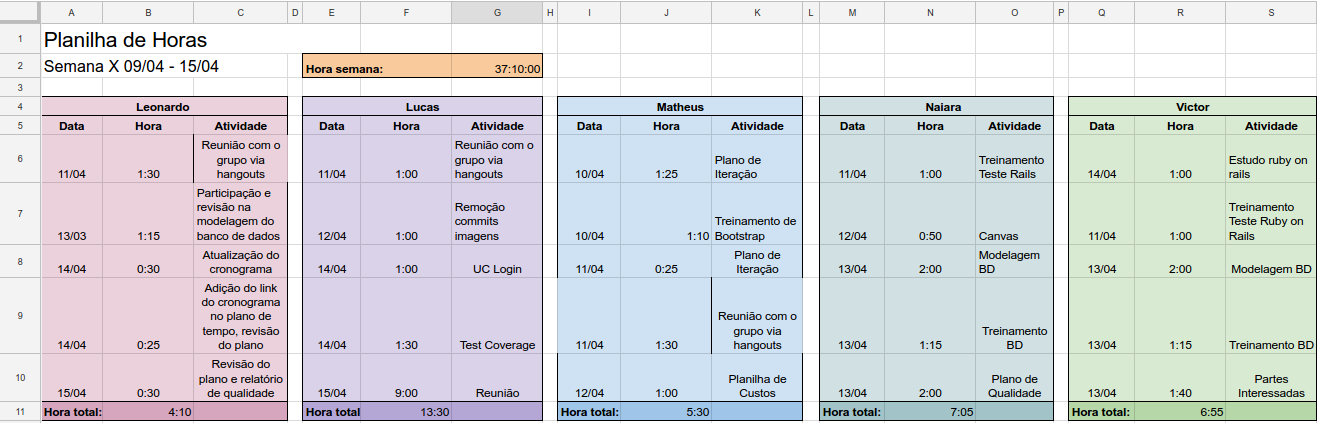 A B C D E F G H I J K L M N O P Q R S
1 Planilha de Horas
2 Semana X 09/04 - 15/04 Hora semana: 37:10:00
3
4 Leonardo Lucas Matheus Naiara Victor
5 Data Hora Atividade Data Hora Atividade Data Hora Atividade Data Hora Atividade Data Hora Atividade
Reunião com o Reunião com o
grupo via grupo via Plano de Treinamento Estudo ruby on
6 11/04 1:30 hangouts 11/04 1:00 hangouts 10/04 1:25 Iteração 11/04 1:00 Teste Rails 14/04 1:00 rails
Participação e
revisão na Remoção Treinamento
modelagem do commits Treinamento de Teste Ruby on
7 13/03 1:15 banco de dados 12/04 1:00 imagens 10/04 1:10 Bootstrap 12/04 0:50 Canvas 11/04 1:00 Rails
Atualização do Plano de Modelagem
8 14/04 0:30 cronograma 14/04 1:00 UC Login 11/04 0:25 Iteração 13/04 2:00 BD 13/04 2:00 Modelagem BD
Adição do link
do cronograma
no plano de Reunião com o
tempo, revisão grupo via Treinamento
9 14/04 0:25 do plano 14/04 1:30 Test Coverage 11/04 1:30 hangouts 13/04 1:15 BD 13/04 1:15 Treinamento BD
Revisão do
plano e relatório Planilha de Plano de Partes
10 15/04 0:30 de qualidade 15/04 9:00 Reunião 12/04 1:00 Custos 13/04 2:00 Qualidade 13/04 1:40 Interessadas
11 Hora total: 4:10 Hora total 13:30 Hora total: 5:30 Hora total: 7:05 Hora total: 6:55